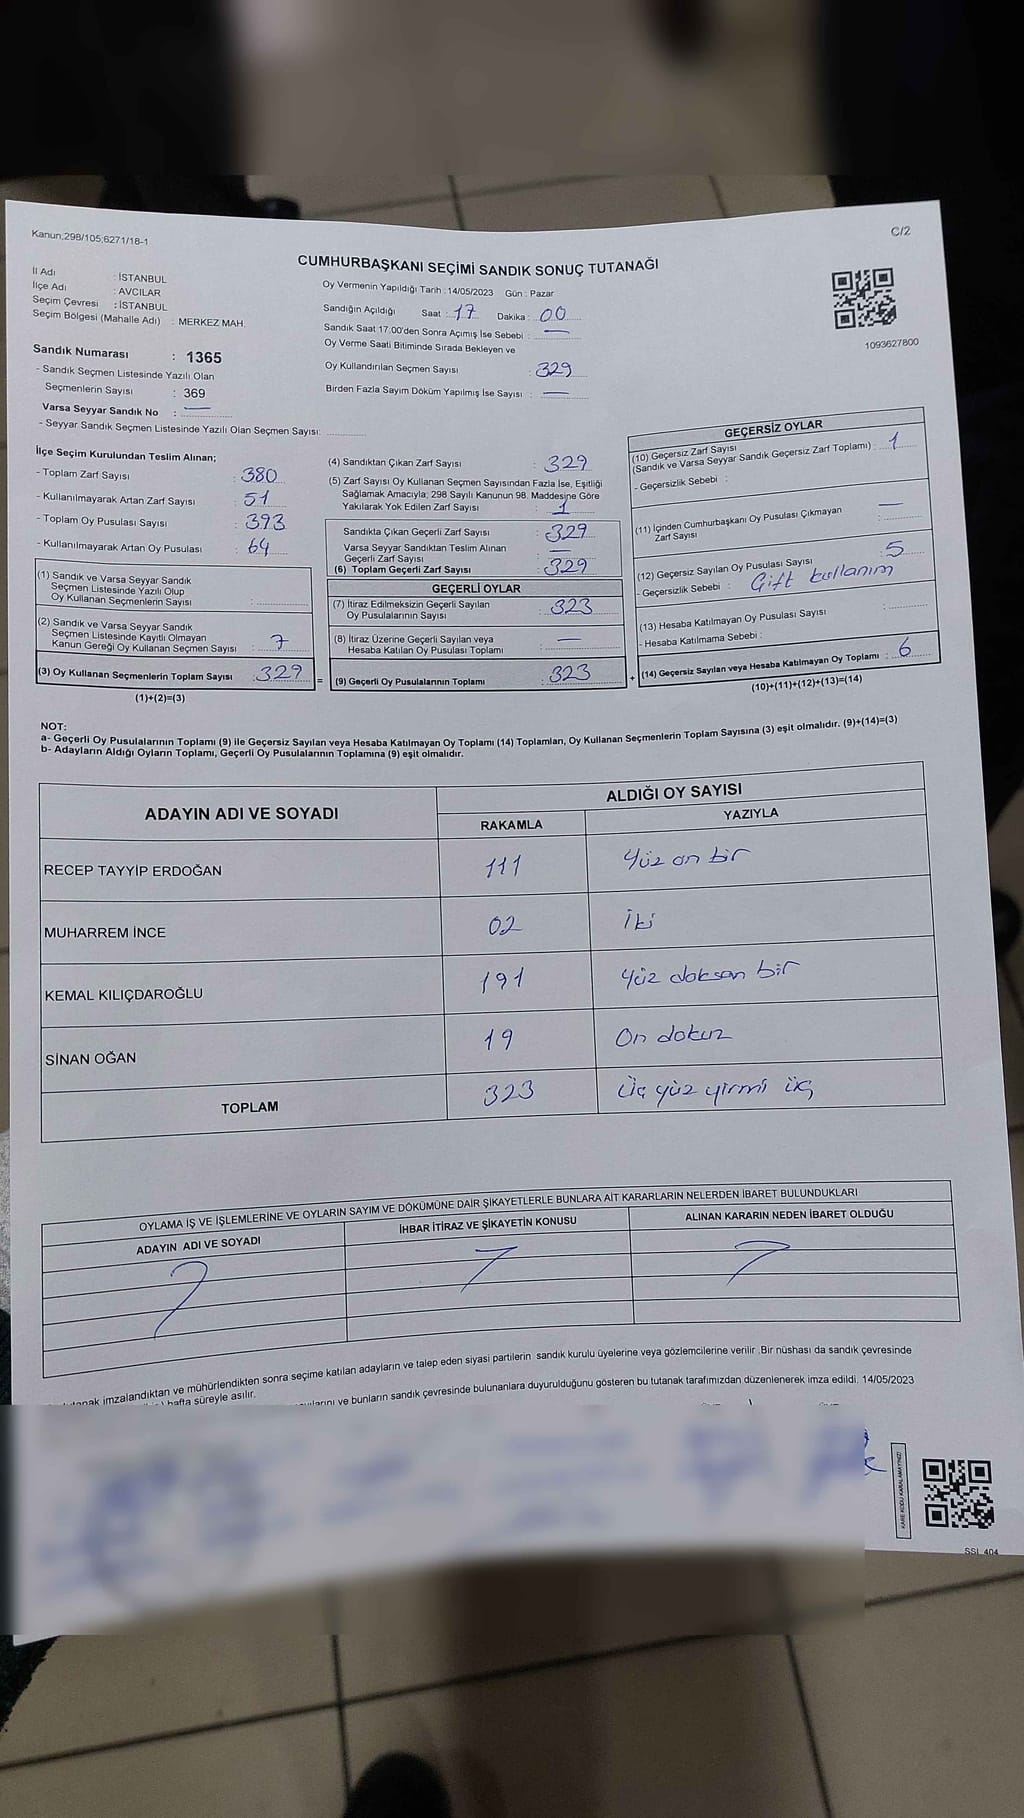 Kanun;298/105;6271/18-1
C/2
CUMHURBAŞKANI SEÇİMİ SANDIK SONUÇ TUTANAĞI
İl Adı : İSTANBUL
İlçe Adı : AVCILAR
Seçim Çevresi : İSTANBUL
Seçim Bölgesi (Mahalle Adı) : MERKEZ MAH.
Sandık Numarası : 1365
- Sandık Seçmen Listesinde Yazılı Olan
Seçmenlerin Sayısı : 369
Varsa Seyyar Sandık No : —
- Seyyar Sandık Seçmen Listesinde Yazılı Olan Seçmen Sayısı:
Oy Vermenin Yapıldığı Tarih : 14/05/2023 Gün : Pazar
Sandığın Açıldığı Saat : 17 Dakika : 00
Sandık Saat 17.00'den Sonra Açımış İse Sebebi : —
Oy Verme Saati Bitiminde Sırada Bekleyen ve
Oy Kullandırılan Seçmen Sayısı : 329
Birden Fazla Sayım Döküm Yapılmış İse Sayısı : —
1093627800
İlçe Seçim Kurulundan Teslim Alınan;
- Toplam Zarf Sayısı : 380
- Kullanılmayarak Artan Zarf Sayısı : 51
- Toplam Oy Pusulası Sayısı : 393
- Kullanılmayarak Artan Oy Pusulası : 64
(1) Sandık ve Varsa Seyyar Sandık
Seçmen Listesinde Yazılı Olup
Oy Kullanan Seçmenlerin Sayısı :
(2) Sandık ve Varsa Seyyar Sandık
Seçmen Listesinde Kayıtlı Olmayan
Kanun Gereği Oy Kullanan Seçmen Sayısı : 7
(3) Oy Kullanan Seçmenlerin Toplam Sayısı : 329 =
(1)+(2)=(3)
(4) Sandıktan Çıkan Zarf Sayısı : 329
(5) Zarf Sayısı Oy Kullanan Seçmen Sayısından Fazla İse, Eşitliği
Sağlamak Amacıyla; 298 Sayılı Kanunun 98. Maddesine Göre
Yakılarak Yok Edilen Zarf Sayısı : 1
Sandıkta Çıkan Geçerli Zarf Sayısı : 329
Varsa Seyyar Sandıktan Teslim Alınan
Geçerli Zarf Sayısı : —
(6) Toplam Geçerli Zarf Sayısı : 329
GEÇERLİ OYLAR
(7) İtiraz Edilmeksizin Geçerli Sayılan
Oy Pusulalarının Sayısı : 323
(8) İtiraz Üzerine Geçerli Sayılan veya
Hesaba Katılan Oy Pusulası Toplamı : —
(9) Geçerli Oy Pusulalarının Toplamı : 323 +
GEÇERSİZ OYLAR
(10) Geçersiz Zarf Sayısı
(Sandık ve Varsa Seyyar Sandık Geçersiz Zarf Toplamı) : 1
- Geçersizlik Sebebi :
(11) İçinden Cumhurbaşkanı Oy Pusulası Çıkmayan
Zarf Sayısı : —
(12) Geçersiz Sayılan Oy Pusulası Sayısı : 5
- Geçersizlik Sebebi : Çift kullanım
(13) Hesaba Katılmayan Oy Pusulası Sayısı :
- Hesaba Katılmama Sebebi :
(14) Geçersiz Sayılan veya Hesaba Katılmayan Oy Toplamı : 6
(10)+(11)+(12)+(13)=(14)
NOT:
a- Geçerli Oy Pusulalarının Toplamı (9) ile Geçersiz Sayılan veya Hesaba Katılmayan Oy Toplamı (14) Toplamları, Oy Kullanan Seçmenlerin Toplam Sayısına (3) eşit olmalıdır. (9)+(14)=(3)
b- Adayların Aldığı Oyların Toplamı, Geçerli Oy Pusulalarının Toplamına (9) eşit olmalıdır.
ADAYIN ADI VE SOYADI ALDIĞI OY SAYISI
RAKAMLA YAZIYLA
RECEP TAYYİP ERDOĞAN 111 Yüz on bir
MUHARREM İNCE 02 İki
KEMAL KILIÇDAROĞLU 191 Yüz doksan bir
SİNAN OĞAN 19 On dokuz
TOPLAM 323 Üç yüz yirmi üç
OYLAMA İŞ VE İŞLEMLERİNE VE OYLARIN SAYIM VE DÖKÜMÜNE DAİR ŞİKAYETLERLE BUNLARA AİT KARARLARIN NELERDEN İBARET BULUNDUKLARI
ADAYIN ADI VE SOYADI İHBAR İTİRAZ VE ŞİKAYETİN KONUSU ALINAN KARARIN NEDEN İBARET OLDUĞU
imzalandıktan ve mühürlendikten sonra seçime katılan adayların ve talep eden siyasi partilerin sandık kurulu üyelerine veya gözlemcilerine verilir .Bir nüshası da sandık çevresinde
hafta süreyle asılır.
ve bunların sandık çevresinde bulunanlara duyurulduğunu gösteren bu tutanak tarafımızdan düzenlenerek imza edildi. 14/05/2023
KARE KODU KARALAMAYINIZ!
SSİ 404